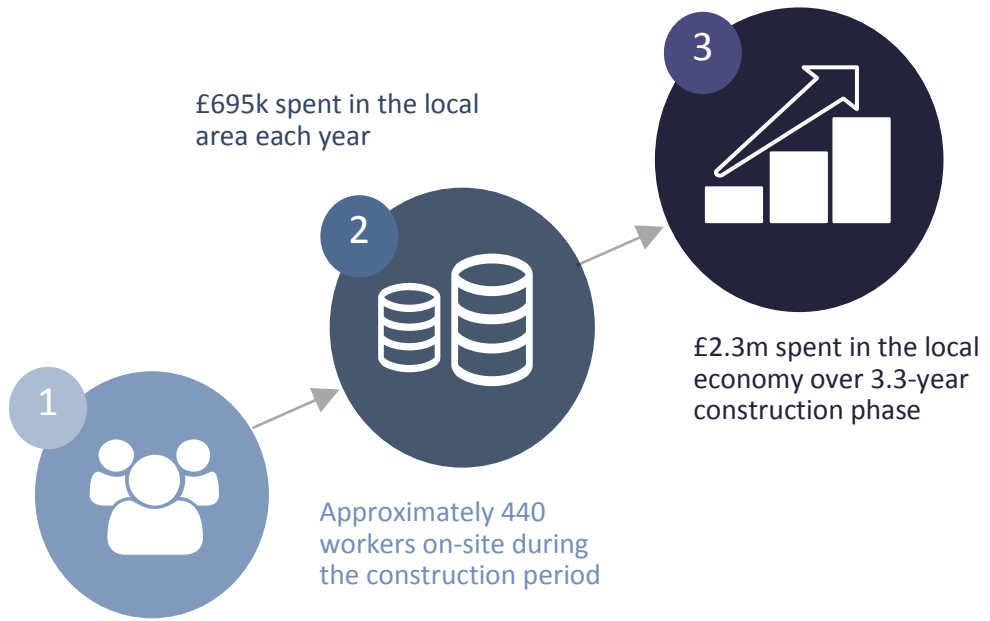 3
£695k spent in the local
area each year
2
£2.3m spent in the local
economy over 3.3-year
construction phase
1
Approximately 440
workers on-site during
the construction period